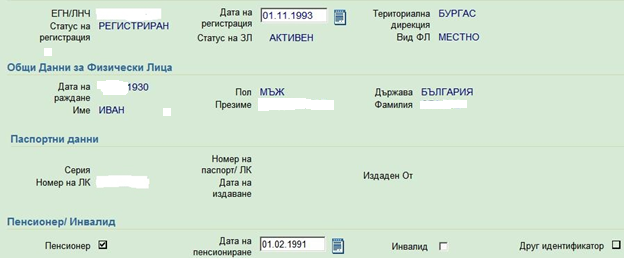 ЕГН/ЛНЧ Дата на регистрация 01.11.1993 Териториална дирекция БУРГАС
Статус на регистрация РЕГИСТРИРАН Статус на ЗЛ АКТИВЕН Вид ФЛ МЕСТНО
Общи Данни за Физически Лица
Дата на раждане 1930 Пол МЪЖ Държава БЪЛГАРИЯ
Име ИВАН Презиме Фамилия
Паспортни данни
Серия Номер на паспорт/ ЛК Издаден От
Номер на ЛК Дата на издаване
Пенсионер/ Инвалид
Пенсионер Дата на пенсиониране 01.02.1991 Инвалид Друг идентификатор